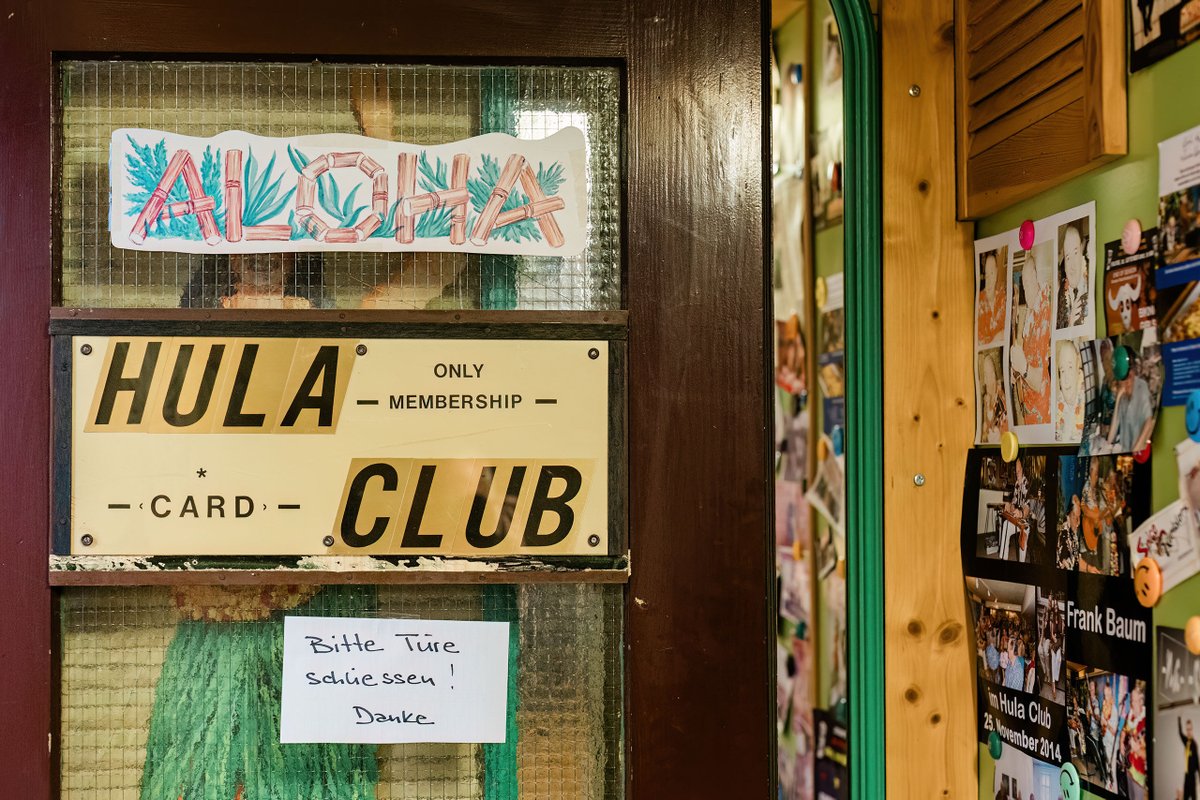 ALOHA
HULA
ONLY
— MEMBERSHIP —
*
— ‹CARD› —
CLUB
Bitte Türe
schliessen!
Danke
Frank Baum
im Hula Club
25. November 2014